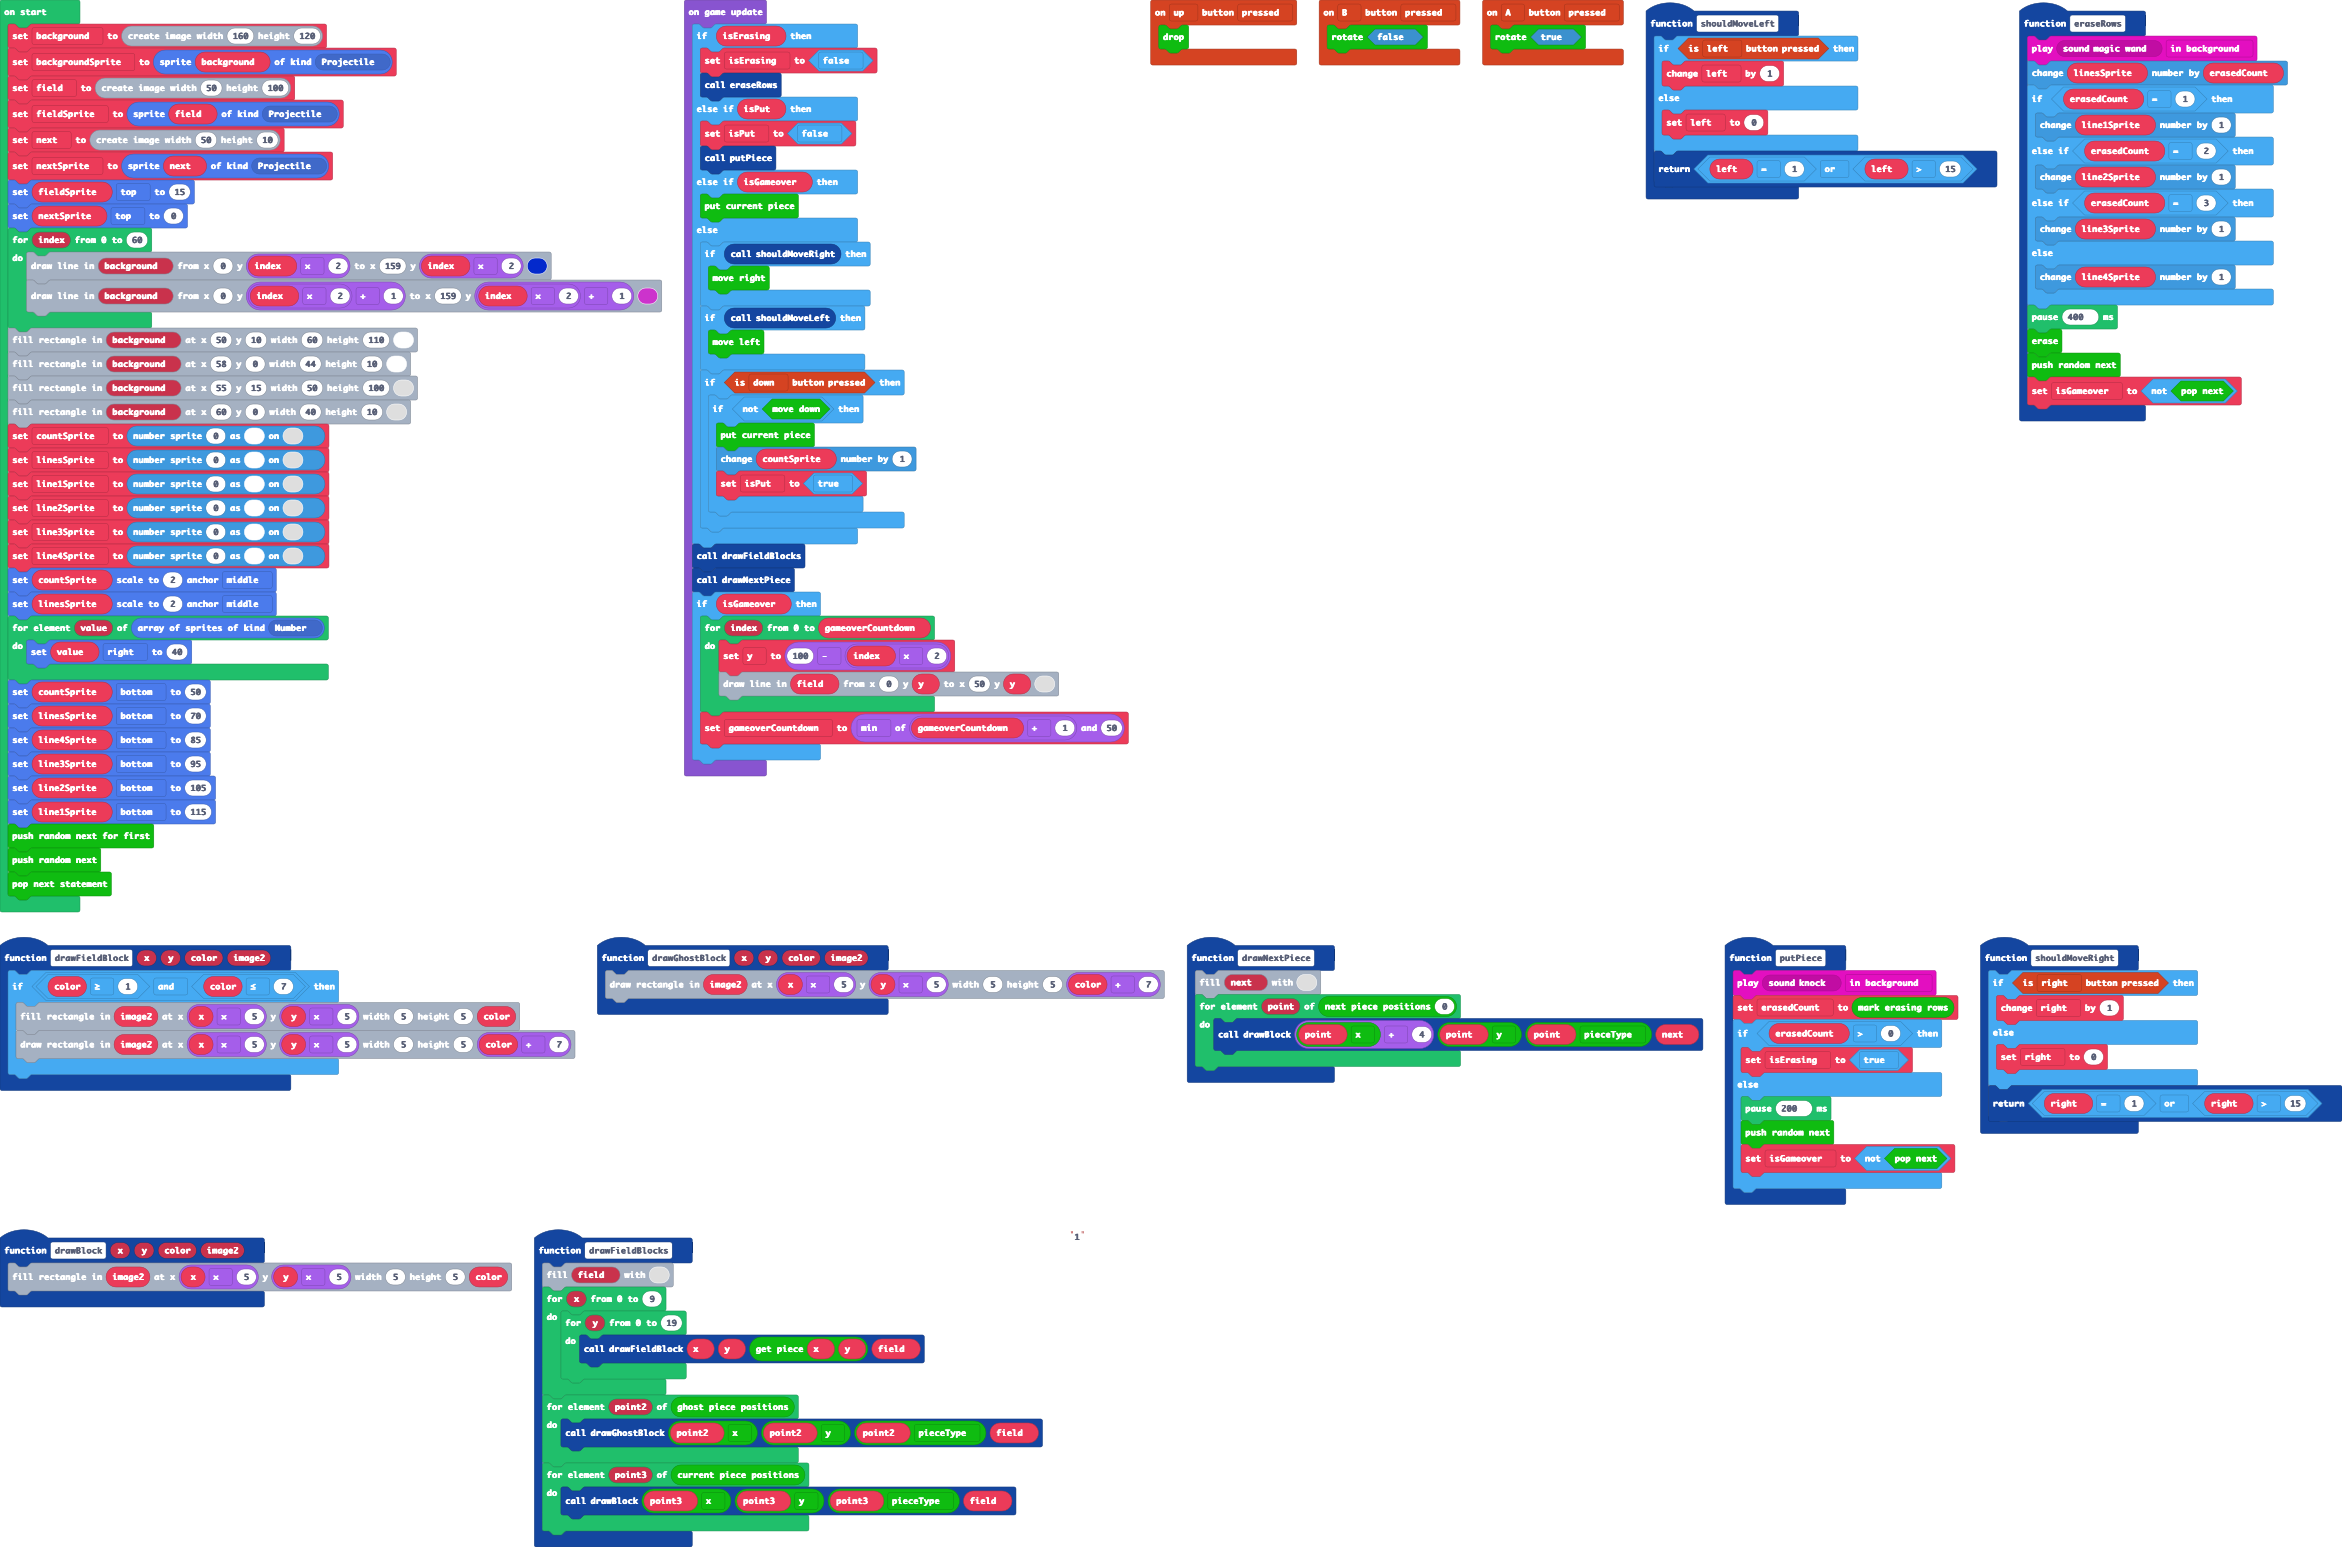 on start
set background to create image width 160 height 120
set backgroundSprite to sprite background of kind Projectile
set field to create image width 50 height 100
set fieldSprite to sprite field of kind Projectile
set next to create image width 50 height 10
set nextSprite to sprite next of kind Projectile
set fieldSprite top to 15
set nextSprite top to 0
for index from 0 to 60
do
draw line in background from x 0 y index x 2 to x 159 y index x 2
draw line in background from x 0 y index x 2 + 1 to x 159 y index x 2 + 1
fill rectangle in background at x 50 y 10 width 60 height 110
fill rectangle in background at x 58 y 0 width 44 height 10
fill rectangle in background at x 55 y 15 width 50 height 100
fill rectangle in background at x 60 y 0 width 40 height 10
set countSprite to number sprite 0 as on
set linesSprite to number sprite 0 as on
set line1Sprite to number sprite 0 as on
set line2Sprite to number sprite 0 as on
set line3Sprite to number sprite 0 as on
set line4Sprite to number sprite 0 as on
set countSprite scale to 2 anchor middle
set linesSprite scale to 2 anchor middle
for element value of array of sprites of kind Number
do set value right to 40
set countSprite bottom to 50
set linesSprite bottom to 70
set line4Sprite bottom to 85
set line3Sprite bottom to 95
set line2Sprite bottom to 105
set line1Sprite bottom to 115
push random next for first
push random next
pop next statement
on game update
if isErasing then
set isErasing to false
call eraseRows
else if isPut then
set isPut to false
call putPiece
else if isGameover then
put current piece
else
if call shouldMoveRight then
move right
if call shouldMoveLeft then
move left
if is down button pressed then
if not move down then
put current piece
change countSprite number by 1
set isPut to true
call drawFieldBlocks
call drawNextPiece
if isGameover then
for index from 0 to gameoverCountdown
do set y to 100 - index x 2
draw line in field from x 0 y y to x 50 y y
set gameoverCountdown to min of gameoverCountdown + 1 and 50
on up button pressed
drop
on B button pressed
rotate false
on A button pressed
rotate true
function shouldMoveLeft
if is left button pressed then
change left by 1
else
set left to 0
return left = 1 or left > 15
function eraseRows
play sound magic wand in background
change linesSprite number by erasedCount
if erasedCount = 1 then
change line1Sprite number by 1
else if erasedCount = 2 then
change line2Sprite number by 1
else if erasedCount = 3 then
change line3Sprite number by 1
else
change line4Sprite number by 1
pause 400 ms
erase
push random next
set isGameover to not pop next
function drawFieldBlock x y color image2
if color ≥ 1 and color ≤ 7 then
fill rectangle in image2 at x x x 5 y y x 5 width 5 height 5 color
draw rectangle in image2 at x x x 5 y y x 5 width 5 height 5 color + 7
function drawGhostBlock x y color image2
draw rectangle in image2 at x x x 5 y y x 5 width 5 height 5 color + 7
function drawNextPiece
fill next with
for element point of next piece positions 0
do call drawBlock point x + 4 point y point pieceType next
function putPiece
play sound knock in background
set erasedCount to mark erasing rows
if erasedCount > 0 then
set isErasing to true
else
pause 200 ms
push random next
set isGameover to not pop next
function shouldMoveRight
if is right button pressed then
change right by 1
else
set right to 0
return right = 1 or right > 15
function drawBlock x y color image2
fill rectangle in image2 at x x x 5 y y x 5 width 5 height 5 color
function drawFieldBlocks
fill field with
for x from 0 to 9
do for y from 0 to 19
do call drawFieldBlock x y get piece x y field
for element point2 of ghost piece positions
do call drawGhostBlock point2 x point2 y point2 pieceType field
for element point3 of current piece positions
do call drawBlock point3 x point3 y point3 pieceType field
"1"